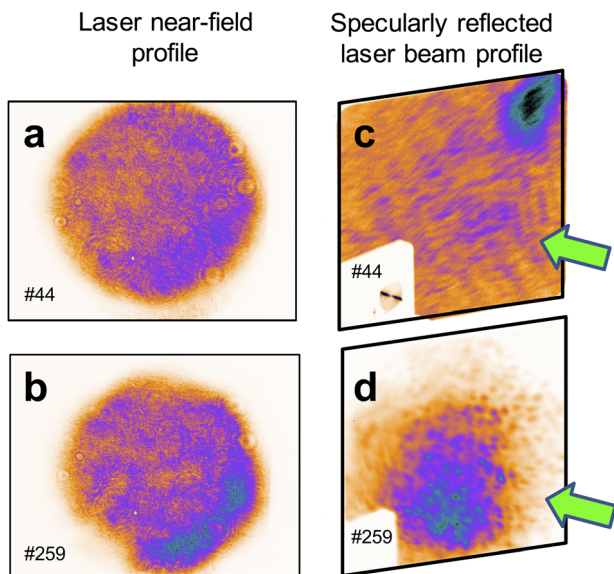 Laser near-field
profile
Specularly reflected
laser beam profile
a
#44
c
#44
b
#259
d
#259